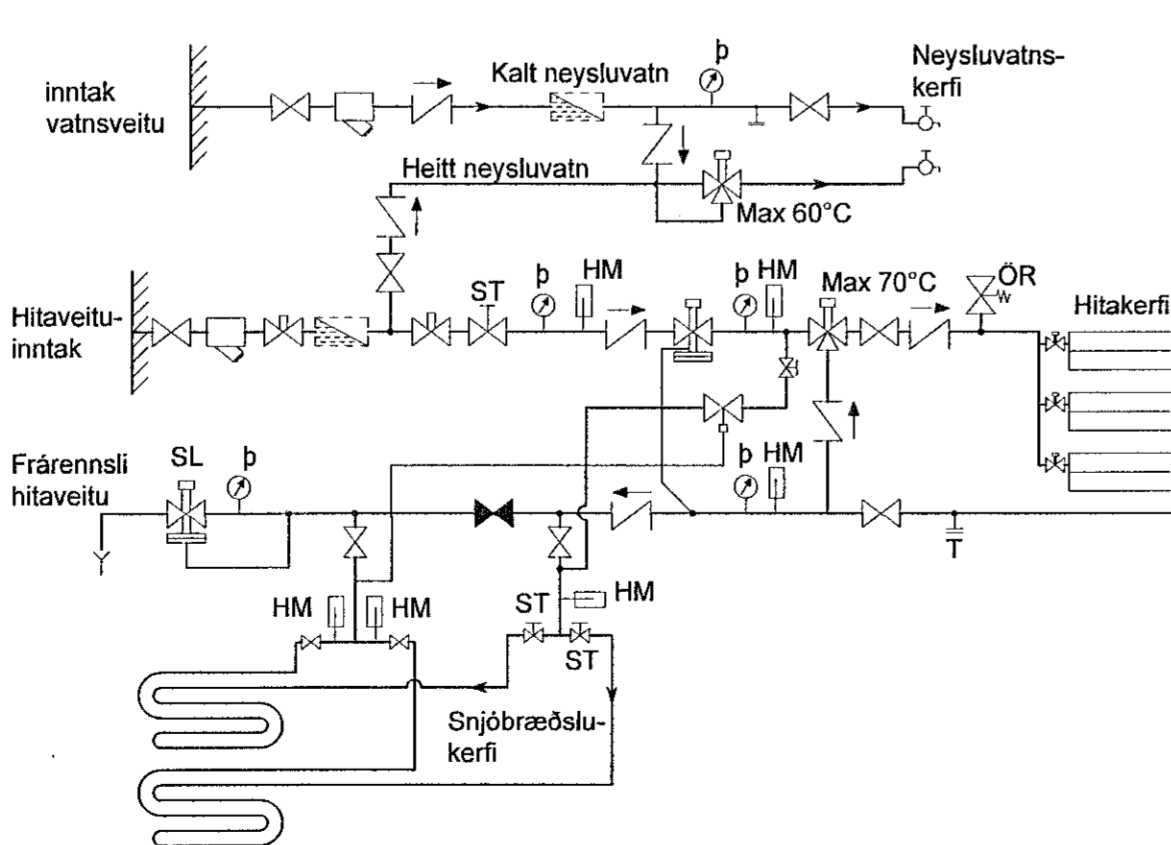 inntak
vatnsveitu
Kalt neysluvatn
þ
Neysluvatns-
kerfi
Heitt neysluvatn
Max 60°C
Hitaveitu-
inntak
ST
þ
HM
þ
HM
Max 70°C
ÖR
Hitakerfi
Frárennsli
hitaveitu
SL
þ
þ
HM
T
HM
HM
ST
HM
ST
Snjóbræðslu-
kerfi